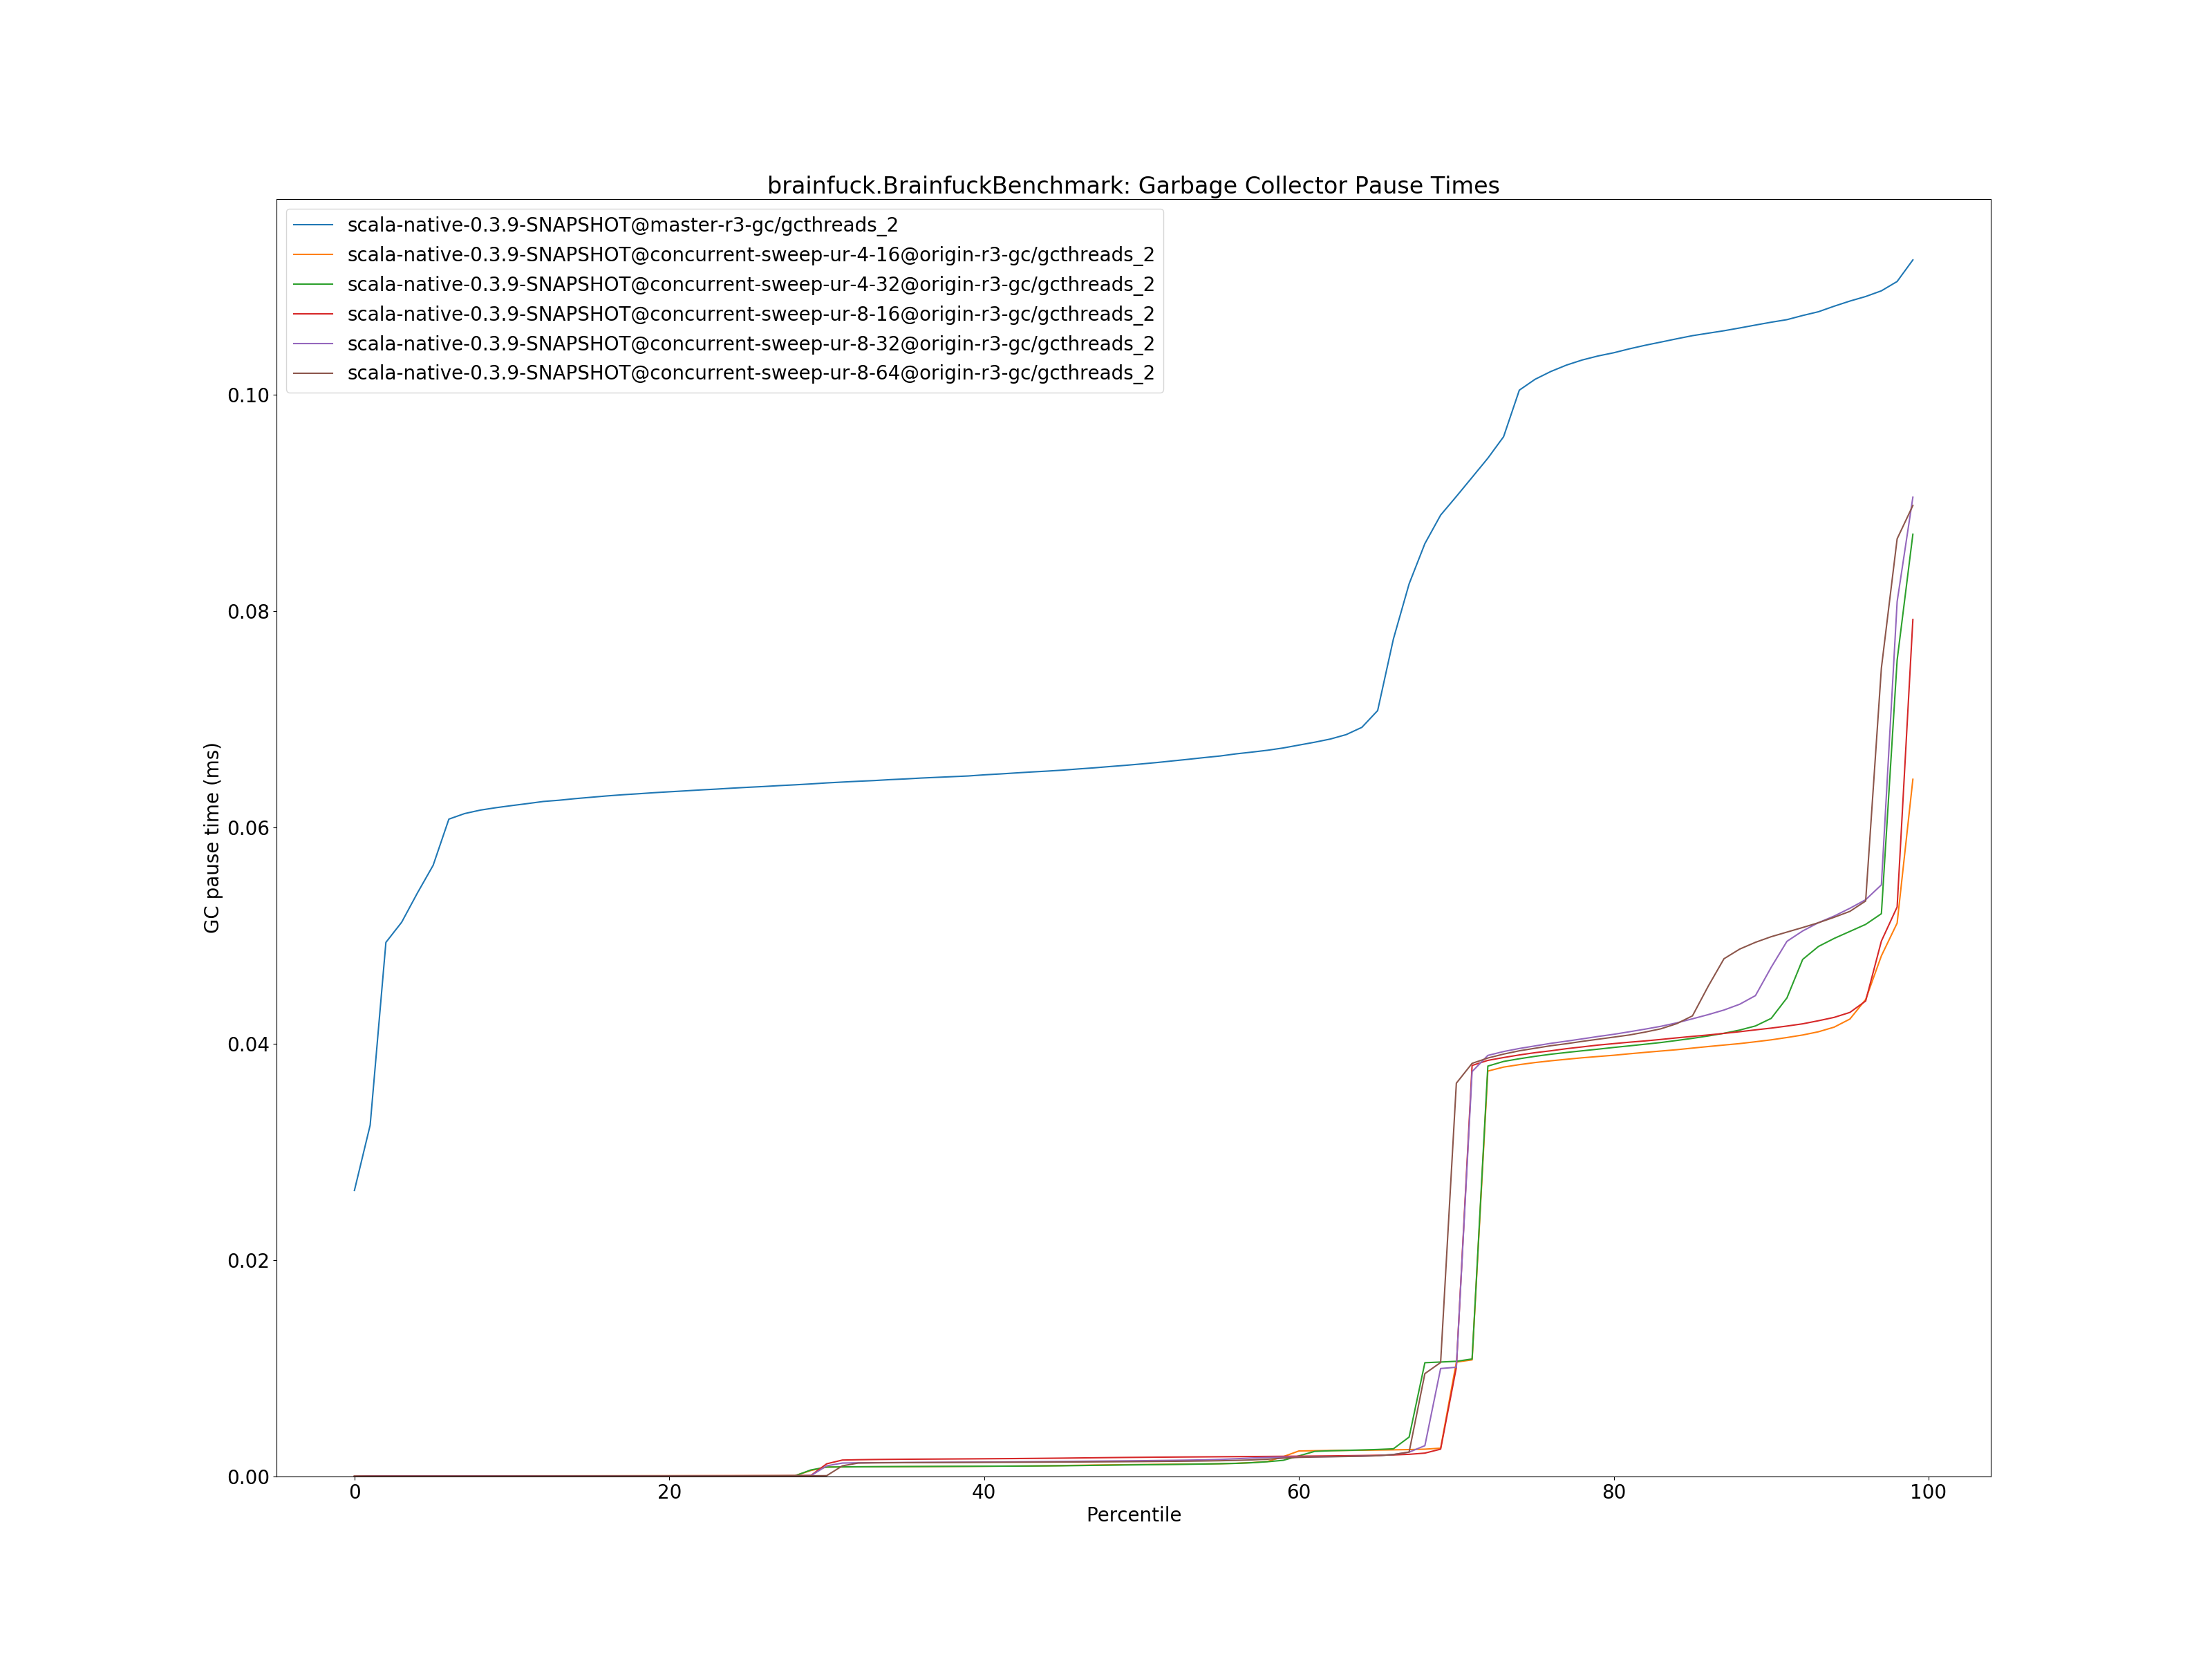 brainfuck.BrainfuckBenchmark: Garbage Collector Pause Times
scala-native-0.3.9-SNAPSHOT@master-r3-gc/gcthreads_2
scala-native-0.3.9-SNAPSHOT@concurrent-sweep-ur-4-16@origin-r3-gc/gcthreads_2
scala-native-0.3.9-SNAPSHOT@concurrent-sweep-ur-4-32@origin-r3-gc/gcthreads_2
scala-native-0.3.9-SNAPSHOT@concurrent-sweep-ur-8-16@origin-r3-gc/gcthreads_2
scala-native-0.3.9-SNAPSHOT@concurrent-sweep-ur-8-32@origin-r3-gc/gcthreads_2
scala-native-0.3.9-SNAPSHOT@concurrent-sweep-ur-8-64@origin-r3-gc/gcthreads_2
GC pause time (ms)
0.10
0.08
0.06
0.04
0.02
0.00
0 20 40 60 80 100
Percentile